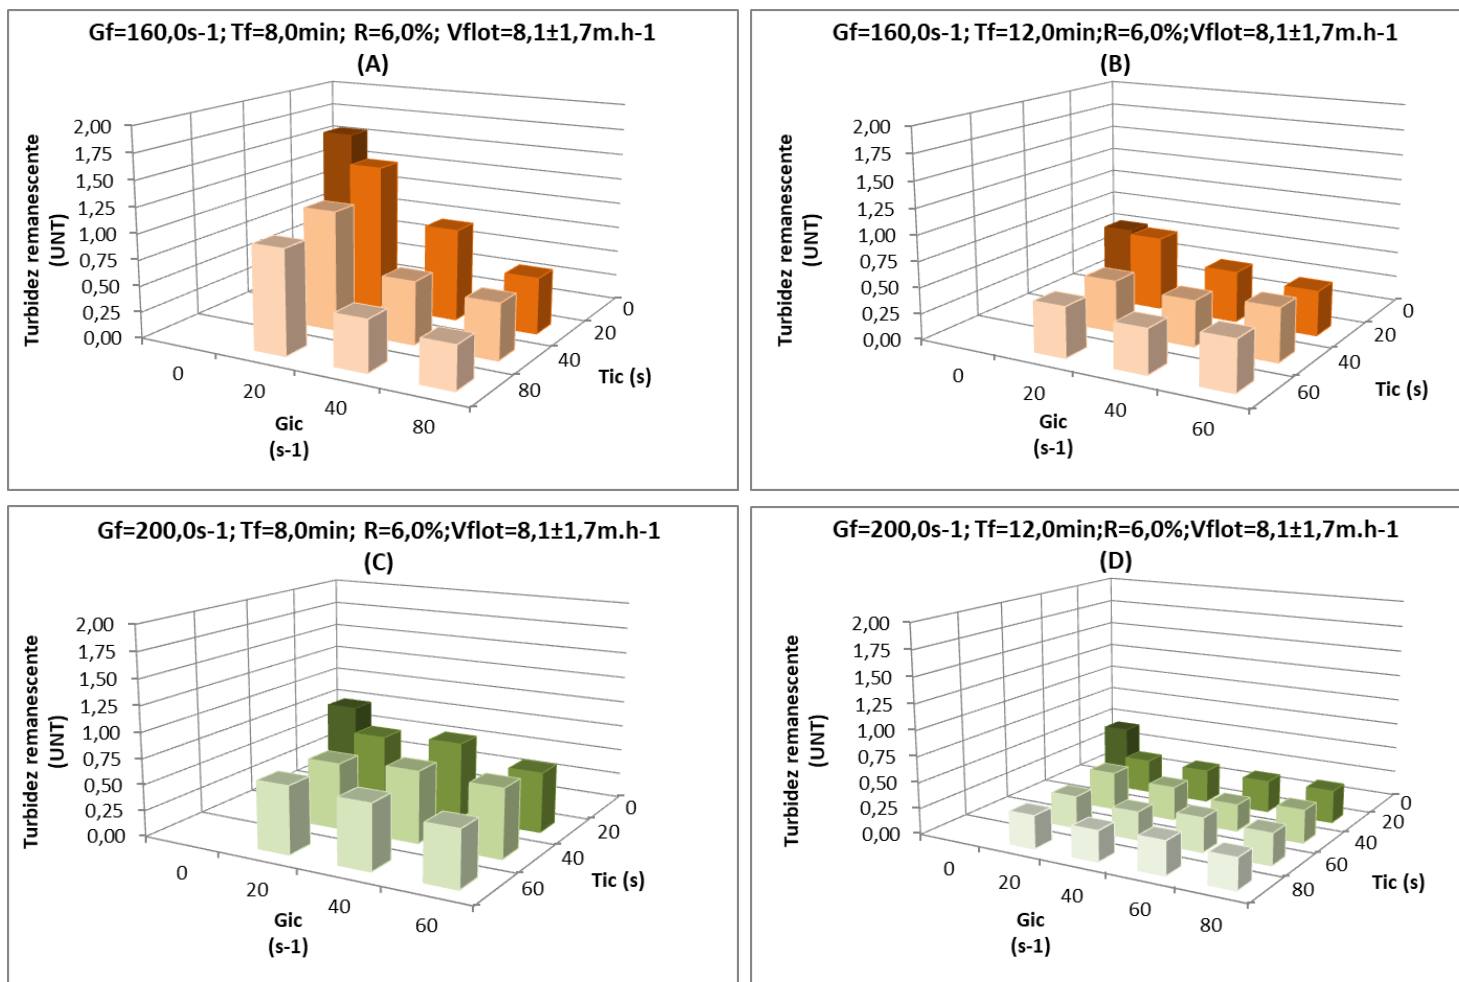 Gf=160,0s-1; Tf=8,0min; R=6,0%; Vflot=8,1±1,7m.h-1
(A)
Turbidez remanescente
(UNT)
2,00
1,75
1,50
1,25
1,00
0,75
0,50
0,25
0,00
0
20
40
80
Gic
(s-1)
0
20
40
80
Tic (s)
Gf=160,0s-1; Tf=12,0min;R=6,0%;Vflot=8,1±1,7m.h-1
(B)
Turbidez remanescente
(UNT)
2,00
1,75
1,50
1,25
1,00
0,75
0,50
0,25
0,00
0
20
40
60
Gic
(s-1)
0
20
40
60
Tic (s)
Gf=200,0s-1; Tf=8,0min; R=6,0%;Vflot=8,1±1,7m.h-1
(C)
Turbidez remanescente
(UNT)
2,00
1,75
1,50
1,25
1,00
0,75
0,50
0,25
0,00
0
20
40
60
Gic
(s-1)
0
20
40
60
Tic (s)
Gf=200,0s-1; Tf=12,0min;R=6,0%;Vflot=8,1±1,7m.h-1
(D)
Turbidez remanescente
(UNT)
2,00
1,75
1,50
1,25
1,00
0,75
0,50
0,25
0,00
0
20
40
60
80
Gic
(s-1)
0
20
40
60
80
Tic (s)